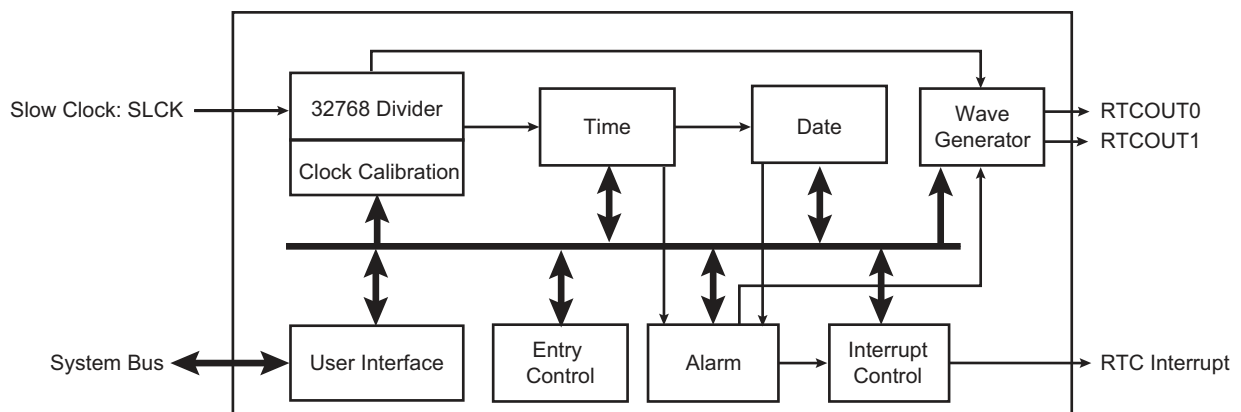 Slow Clock: SLCK
32768 Divider
Clock Calibration
Time
Date
Wave
Generator
RTCOUT0
RTCOUT1
System Bus
User Interface
Entry
Control
Alarm
Interrupt
Control
RTC Interrupt